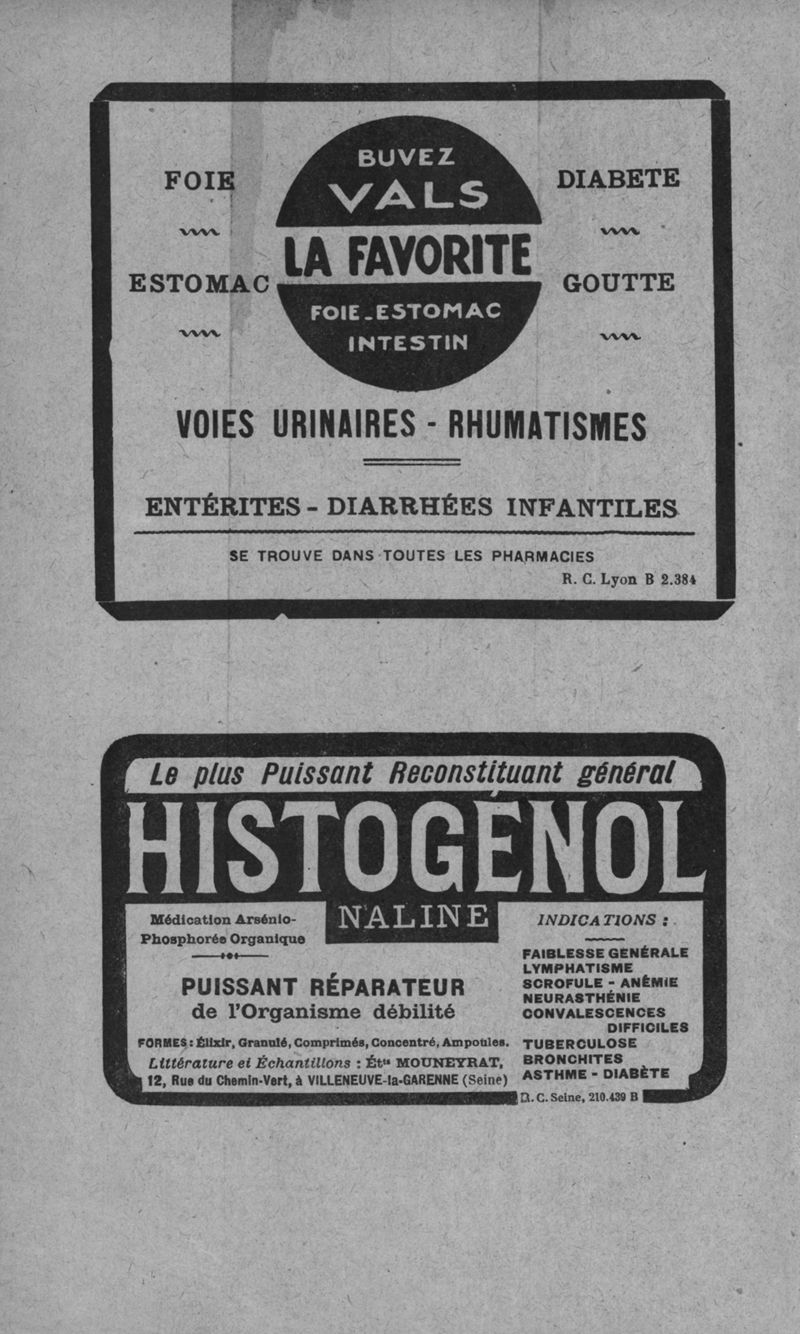 BUVEZ
VALS
LA FAVORITE
FOIE_ESTOMAC
INTESTIN
FOIE
ESTOMAC
DIABETE
GOUTTE
VOIES URINAIRES - RHUMATISMES
ENTÉRITES - DIARRHÉES INFANTILES
SE TROUVE DANS TOUTES LES PHARMACIES
R. C. Lyon B 2.384
Le plus Puissant Reconstituant général
HISTOGÉNOL
NALINE
Médication Arsénio-
Phosphorée Organique
PUISSANT RÉPARATEUR
de l'Organisme débilité
FORMES : Élixir, Granulé, Comprimés, Concentré, Ampoules.
Littérature et Échantillons : Éts MOUNEYRAT,
12, Rue du Chemin-Vert, à VILLENEUVE-la-GARENNE (Seine)
INDICATIONS :
FAIBLESSE GÉNÉRALE
LYMPHATISME
SCROFULE - ANÉMIE
NEURASTHÉNIE
CONVALESCENCES
DIFFICILES
TUBERCULOSE
BRONCHITES
ASTHME - DIABÈTE
R. C. Seine, 210.439 B